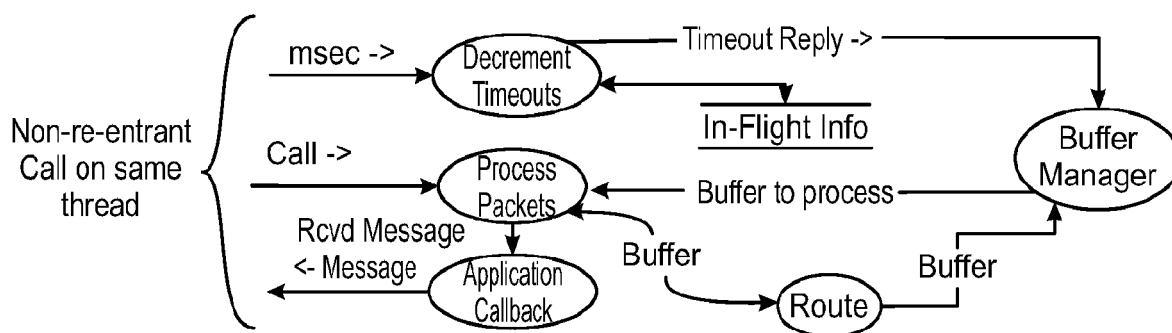 msec ->
Decrement
Timeouts
Timeout Reply ->
In-Flight Info
Non-re-entrant
Call on same
thread
Call ->
Process
Packets
Buffer to process
Buffer
Manager
Rcvd Message
<- Message
Application
Callback
Buffer
Route
Buffer